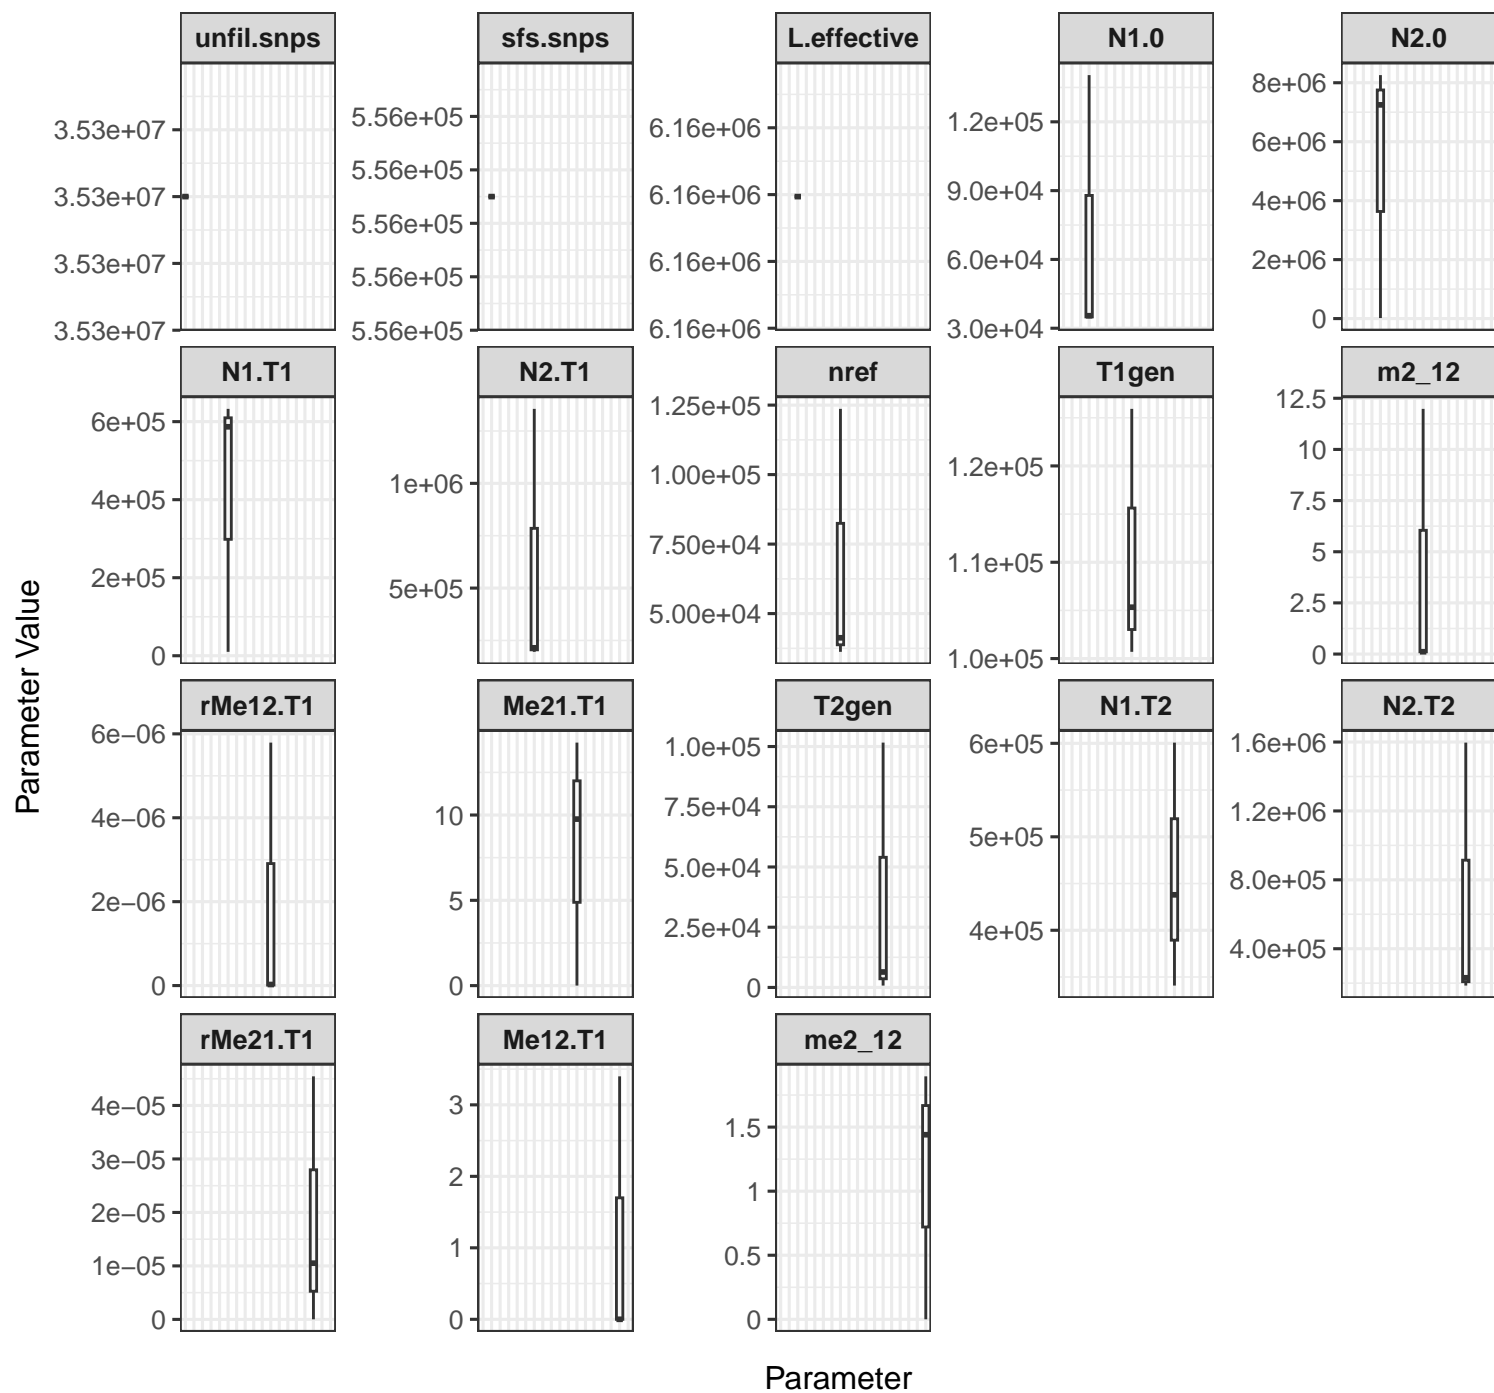 unfil.snps
sfs.snps
L.effective
N1.0
N2.0
3.53e+07
3.53e+07
3.53e+07
3.53e+07
5.56e+05
5.56e+05
5.56e+05
5.56e+05
5.56e+05
6.16e+06
6.16e+06
6.16e+06
6.16e+06
1.2e+05
9.0e+04
6.0e+04
3.0e+04
8e+06
6e+06
4e+06
2e+06
0
N1.T1
N2.T1
nref
T1gen
m2_12
6e+05
4e+05
2e+05
0
1e+06
5e+05
1.25e+05
1.00e+05
7.50e+04
5.00e+04
1.2e+05
1.1e+05
1.0e+05
12.5
10
7.5
5
2.5
0
rMe12.T1
Me21.T1
T2gen
N1.T2
N2.T2
6e−06
4e−06
2e−06
0
10
5
0
1.0e+05
7.5e+04
5.0e+04
2.5e+04
0
6e+05
5e+05
4e+05
1.6e+06
1.2e+06
8.0e+05
4.0e+05
rMe21.T1
Me12.T1
me2_12
4e−05
3e−05
2e−05
1e−05
0
3
2
1
0
1.5
1
0.5
0
Parameter Value
Parameter